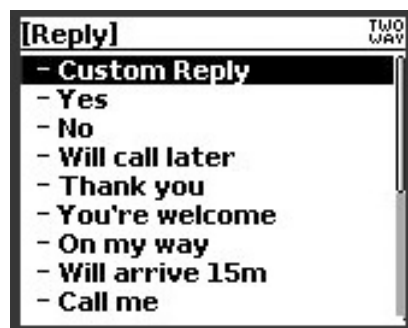 [Reply]
TWO
WAY
- Custom Reply
- Yes
- No
- Will call later
- Thank you
- You're welcome
- On my way
- Will arrive 15m
- Call me